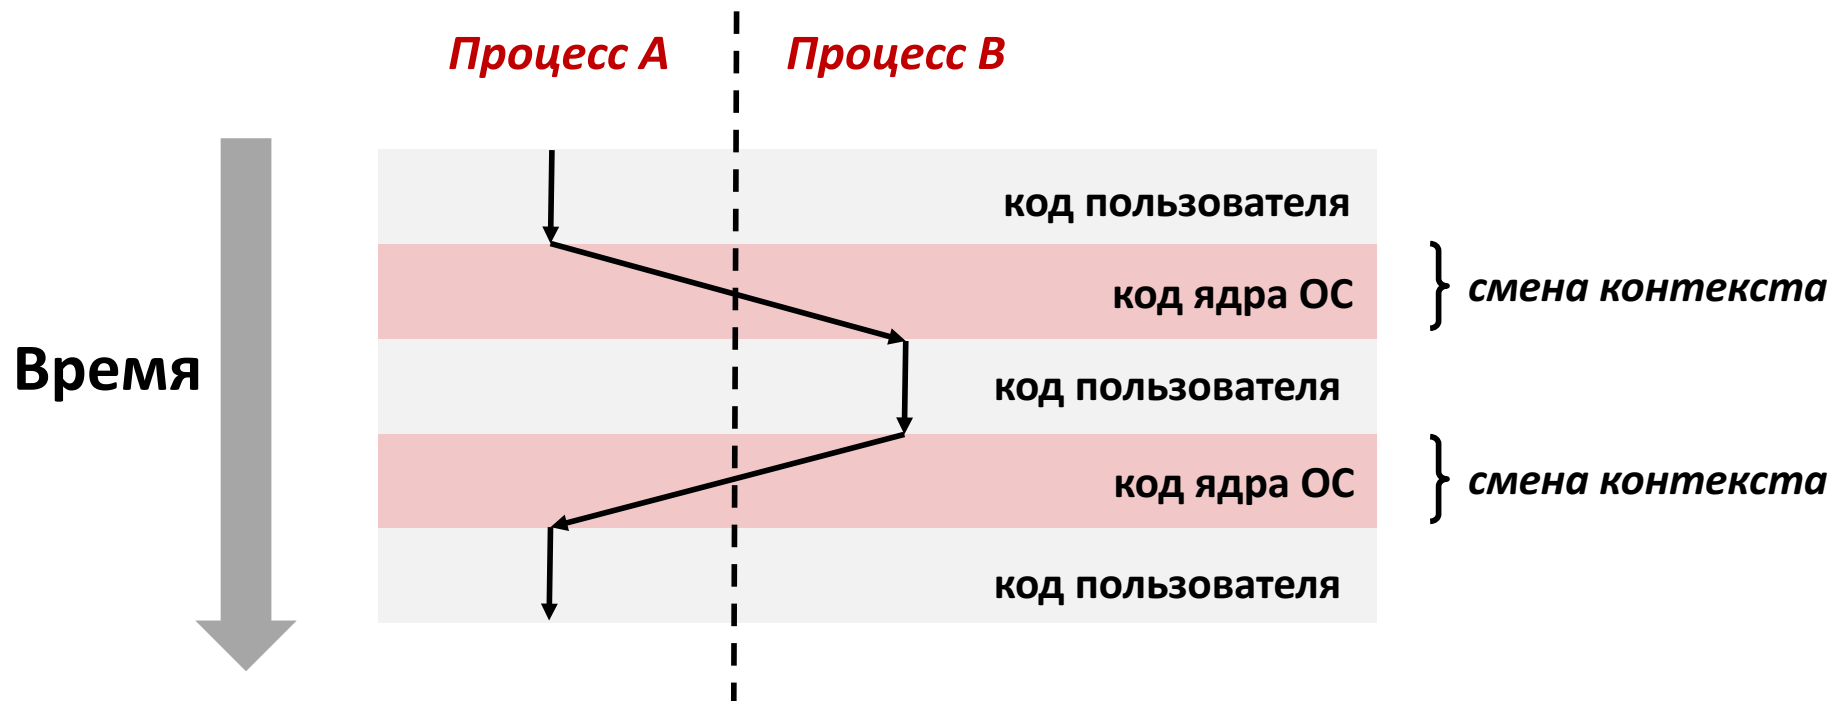 Процесс A
Процесс B
код пользователя
код ядра ОС
смена контекста
Время
код пользователя
код ядра ОС
смена контекста
код пользователя